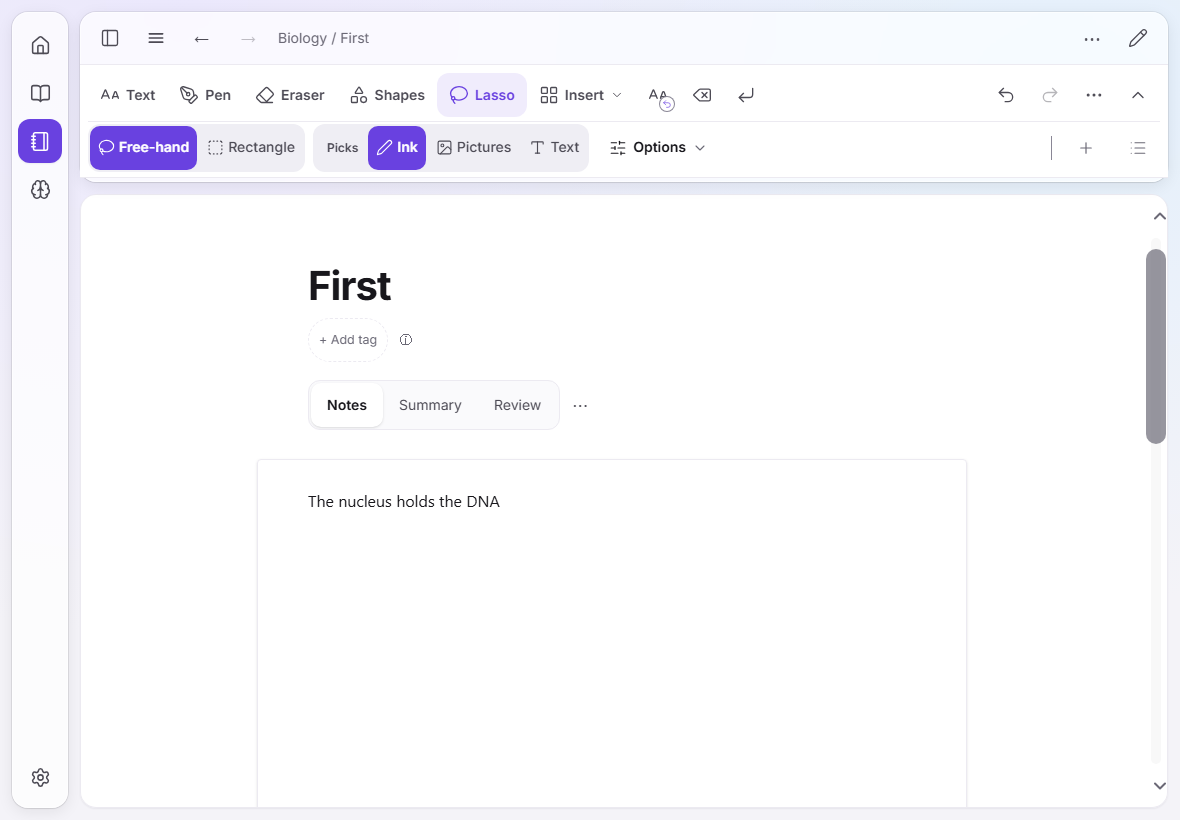 Biology / First
Text Pen Eraser Shapes Lasso Insert
Free-hand Rectangle Picks Ink Pictures Text Options
First
+ Add tag
Notes Summary Review
The nucleus holds the DNA